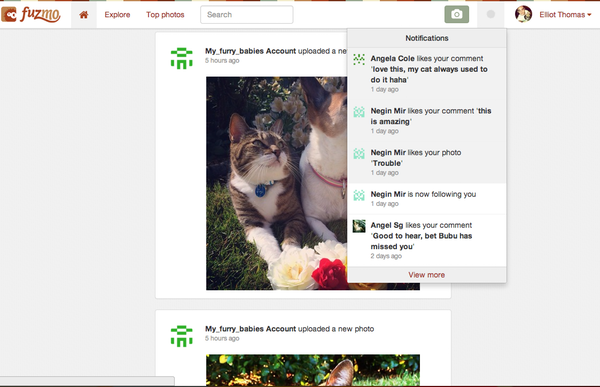 fuzmo
Explore
Top photos
Search
Elliot Thomas
Notifications
Angela Cole likes your comment
'love this, my cat always used to
do it haha'
1 day ago
Negin Mir likes your comment 'this
is amazing'
1 day ago
Negin Mir likes your photo
'Trouble'
1 day ago
Negin Mir is now following you
1 day ago
Angel Sg likes your comment
'Good to hear, bet Bubu has
missed you'
2 days ago
View more
My_furry_babies Account uploaded a
5 hours ago
My_furry_babies Account uploaded a new photo
5 hours ago